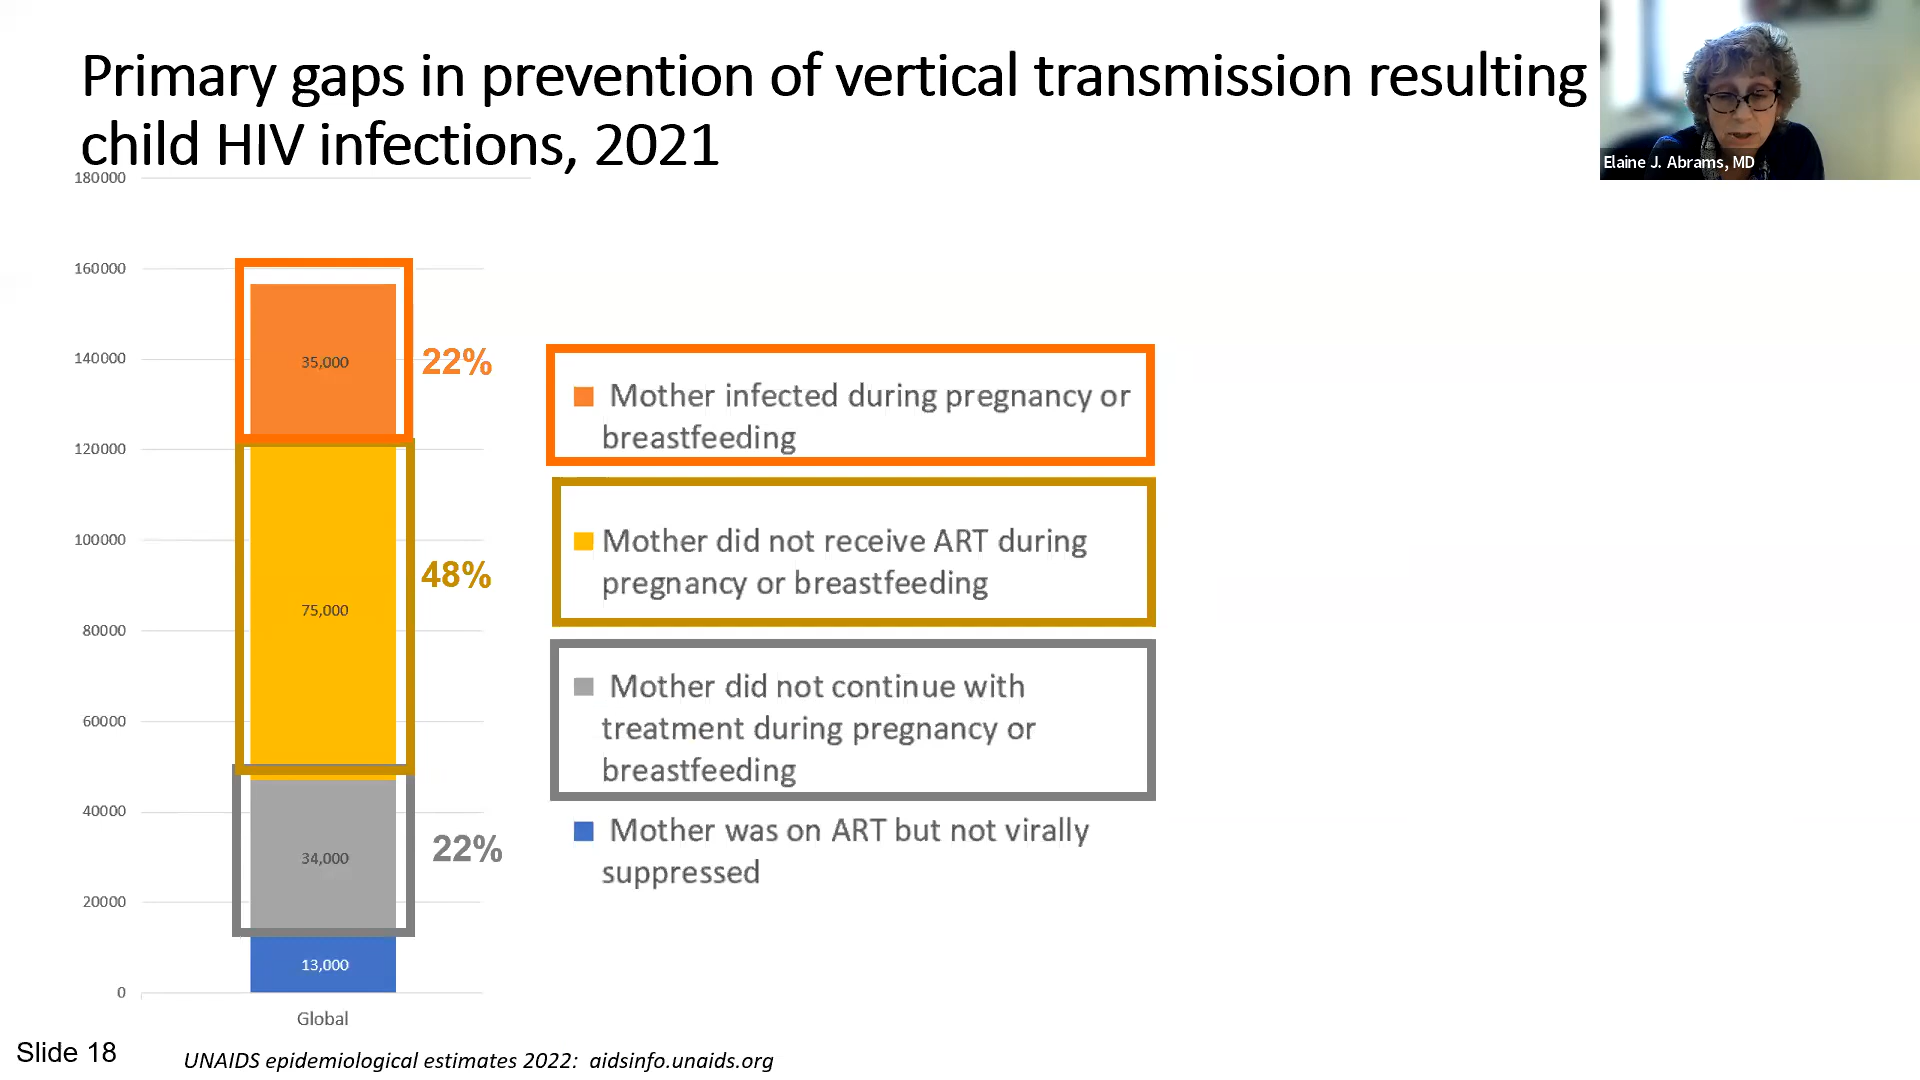 Primary gaps in prevention of vertical transmission resulting
child HIV infections, 2021
Elaine J. Abrams, MD
180000
160000
140000
120000
100000
80000
60000
40000
20000
0
35,000
22%
75,000
48%
34,000
22%
13,000
Global
Mother infected during pregnancy or
breastfeeding
Mother did not receive ART during
pregnancy or breastfeeding
Mother did not continue with
treatment during pregnancy or
breastfeeding
Mother was on ART but not virally
suppressed
Slide 18
UNAIDS epidemiological estimates 2022: aidsinfo.unaids.org